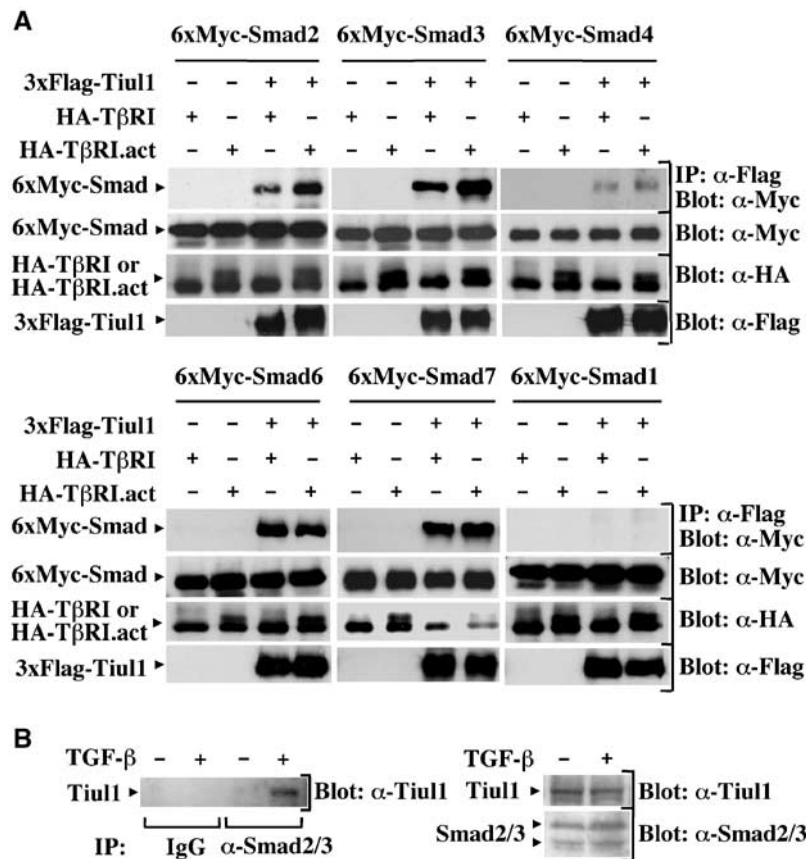 A
6xMyc-Smad2 6xMyc-Smad3 6xMyc-Smad4
3xFlag-Tiul1 – – + + – – + + – – + +
HA-TβRI + – + – + – + – + – + –
HA-TβRI.act – + – + – + – + – + – +
6xMyc-Smad IP: α-Flag
Blot: α-Myc
6xMyc-Smad Blot: α-Myc
HA-TβRI or
HA-TβRI.act Blot: α-HA
3xFlag-Tiul1 Blot: α-Flag
6xMyc-Smad6 6xMyc-Smad7 6xMyc-Smad1
3xFlag-Tiul1 – – + + – – + + – – + +
HA-TβRI + – + – + – + – + – + –
HA-TβRI.act – + – + – + – + – + – +
6xMyc-Smad IP: α-Flag
Blot: α-Myc
6xMyc-Smad Blot: α-Myc
HA-TβRI or
HA-TβRI.act Blot: α-HA
3xFlag-Tiul1 Blot: α-Flag
B
TGF-β – + – + TGF-β – +
Tiul1 Blot: α-Tiul1 Tiul1 Blot: α-Tiul1
Smad2/3 Blot: α-Smad2/3
IP: IgG α-Smad2/3